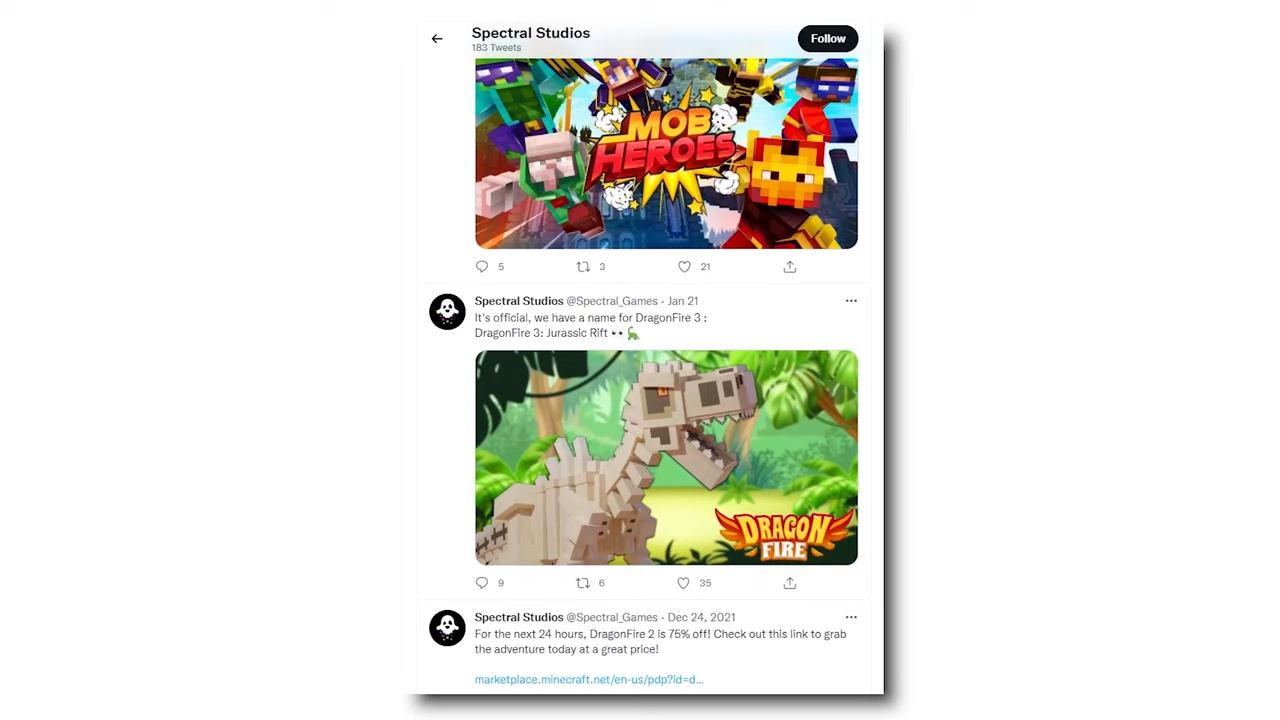 Spectral Studios
183 Tweets
Follow
MOB
HEROES
5 3 21
Spectral Studios @Spectral_Games · Jan 21
It's official, we have a name for DragonFire 3 :
DragonFire 3: Jurassic Rift 👀 🦕
DRAGON
FIRE
9 6 35
Spectral Studios @Spectral_Games · Dec 24, 2021
For the next 24 hours, DragonFire 2 is 75% off! Check out this link to grab
the adventure today at a great price!
marketplace.minecraft.net/en-us/pdp?id=d...